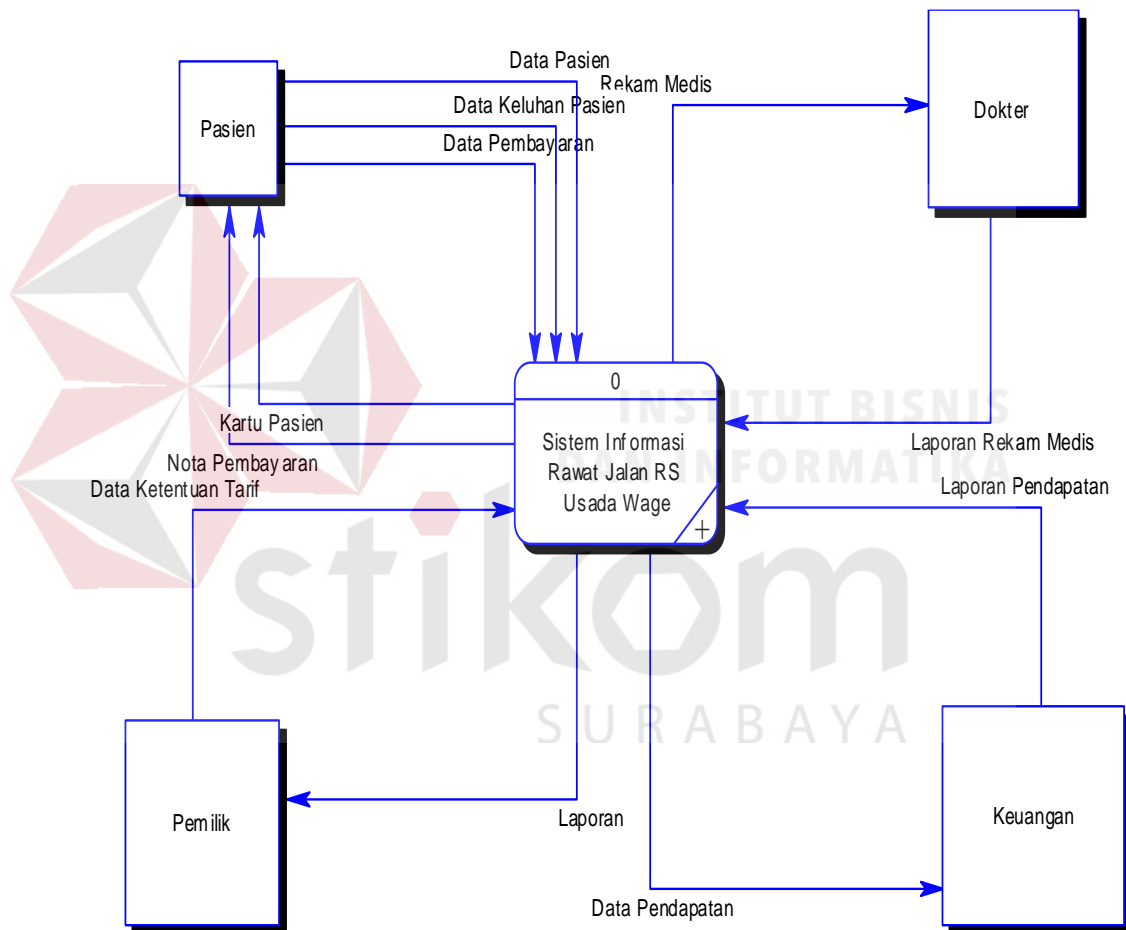 Data Pasien
Rekam Medis
Data Keluhan Pasien
Data Pembayaran
Pasien
Dokter
0
Sistem Informasi
Rawat Jalan RS
Usada Wage
+
INSTITUT BISNIS
DAN INFORMATIKA
Kartu Pasien
Nota Pembayaran
Data Ketentuan Tarif
Laporan Rekam Medis
Laporan Pendapatan
stikom
SURABAYA
Pemilik
Laporan
Keuangan
Data Pendapatan